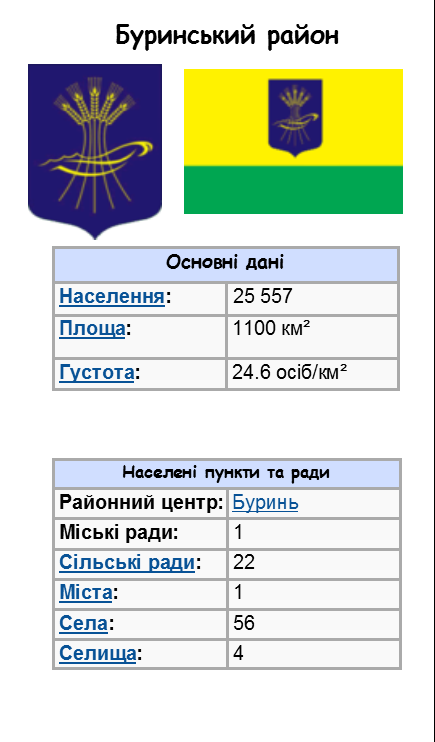 Буринський район
Основні дані
Населення: 25 557
Площа: 1100 км²
Густота: 24.6 осіб/км²
Населені пункти та ради
Районний центр: Буринь
Міські ради: 1
Сільські ради: 22
Міста: 1
Села: 56
Селища: 4